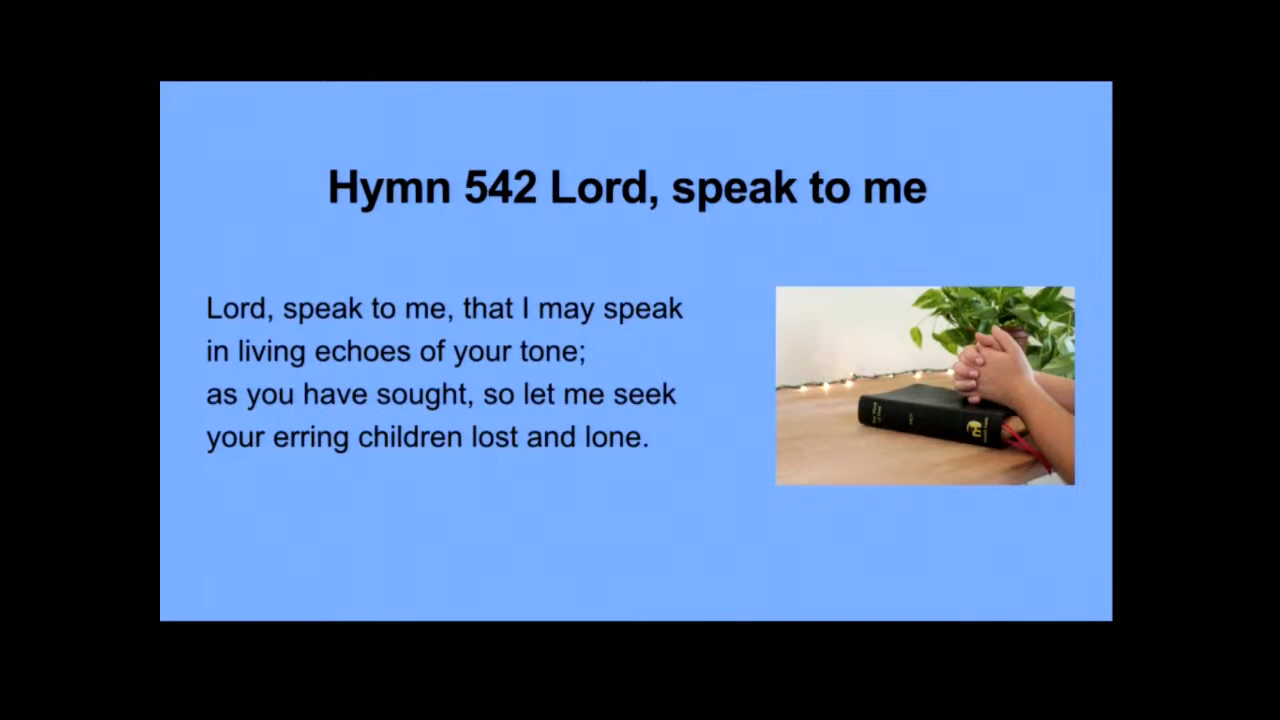 Hymn 542 Lord, speak to me
Lord, speak to me, that I may speak
in living echoes of your tone;
as you have sought, so let me seek
your erring children lost and lone.